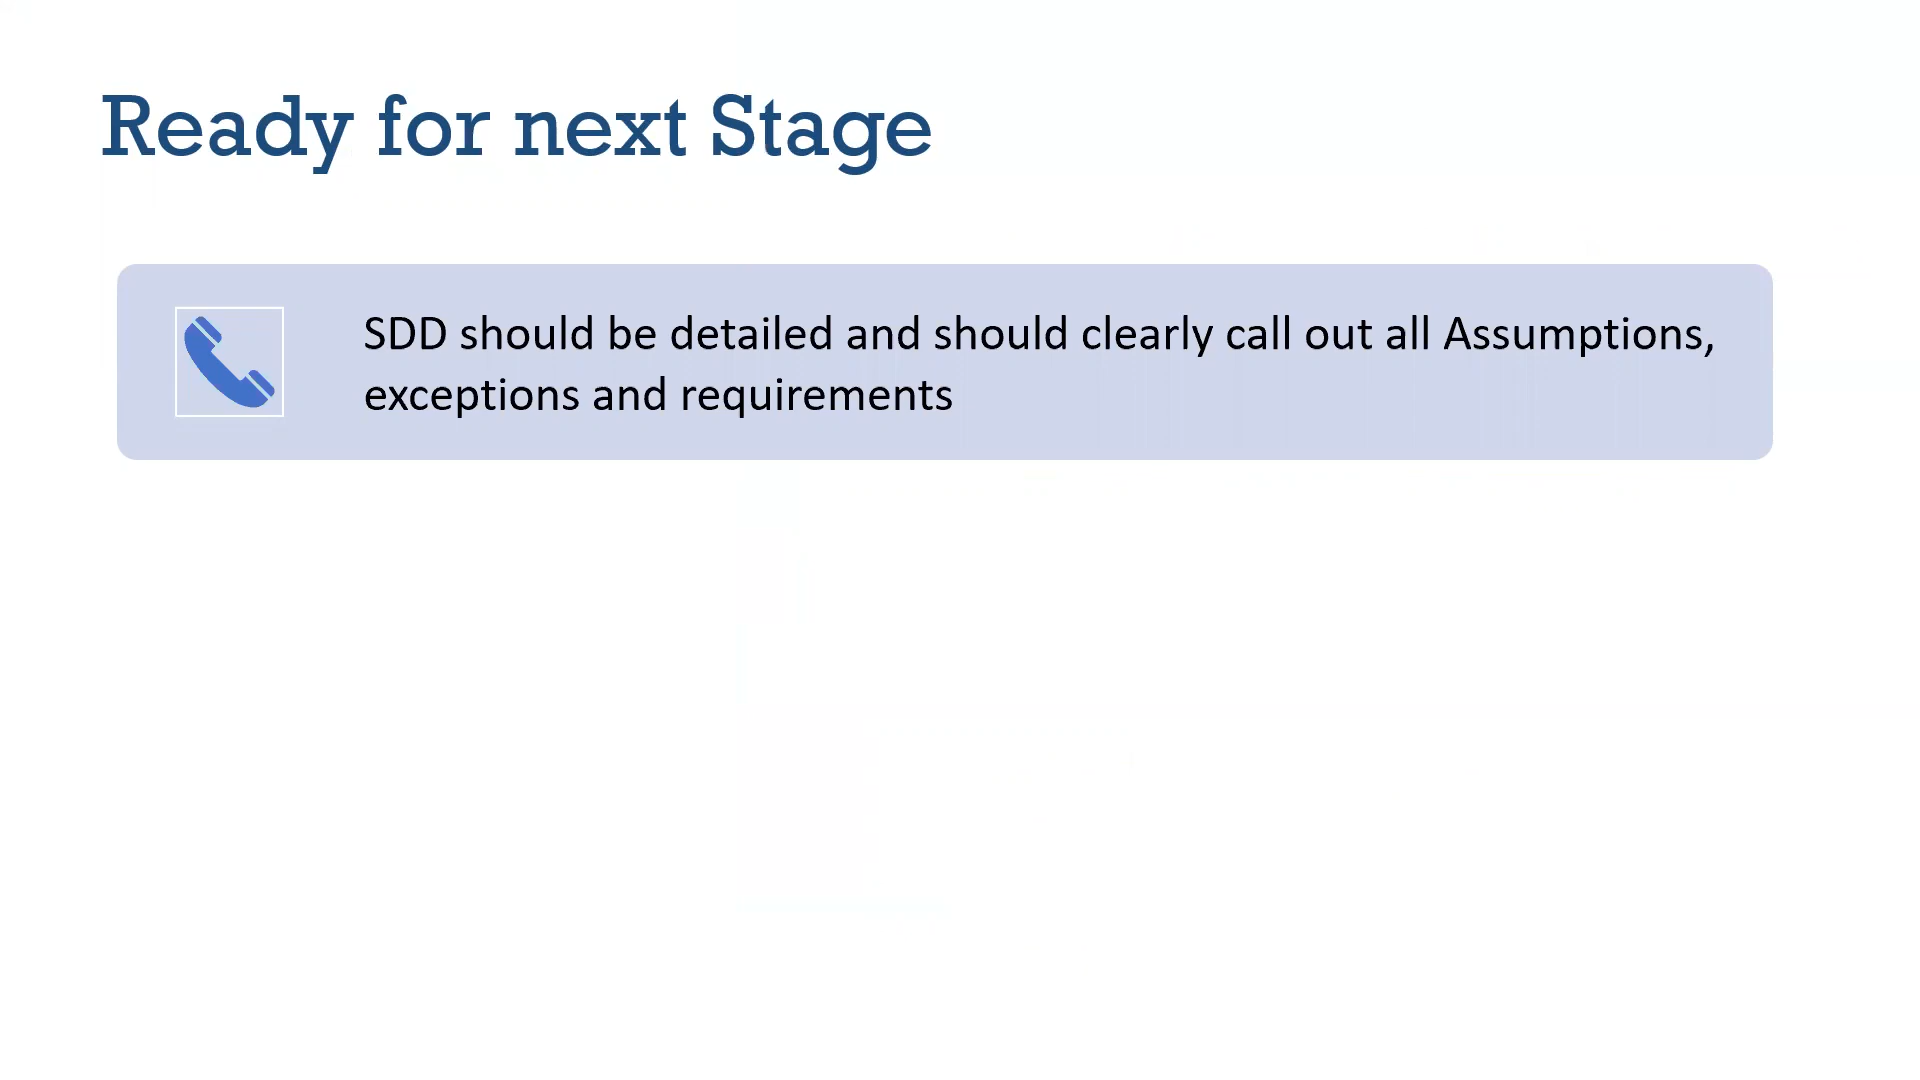 Ready for next Stage
SDD should be detailed and should clearly call out all Assumptions,
exceptions and requirements